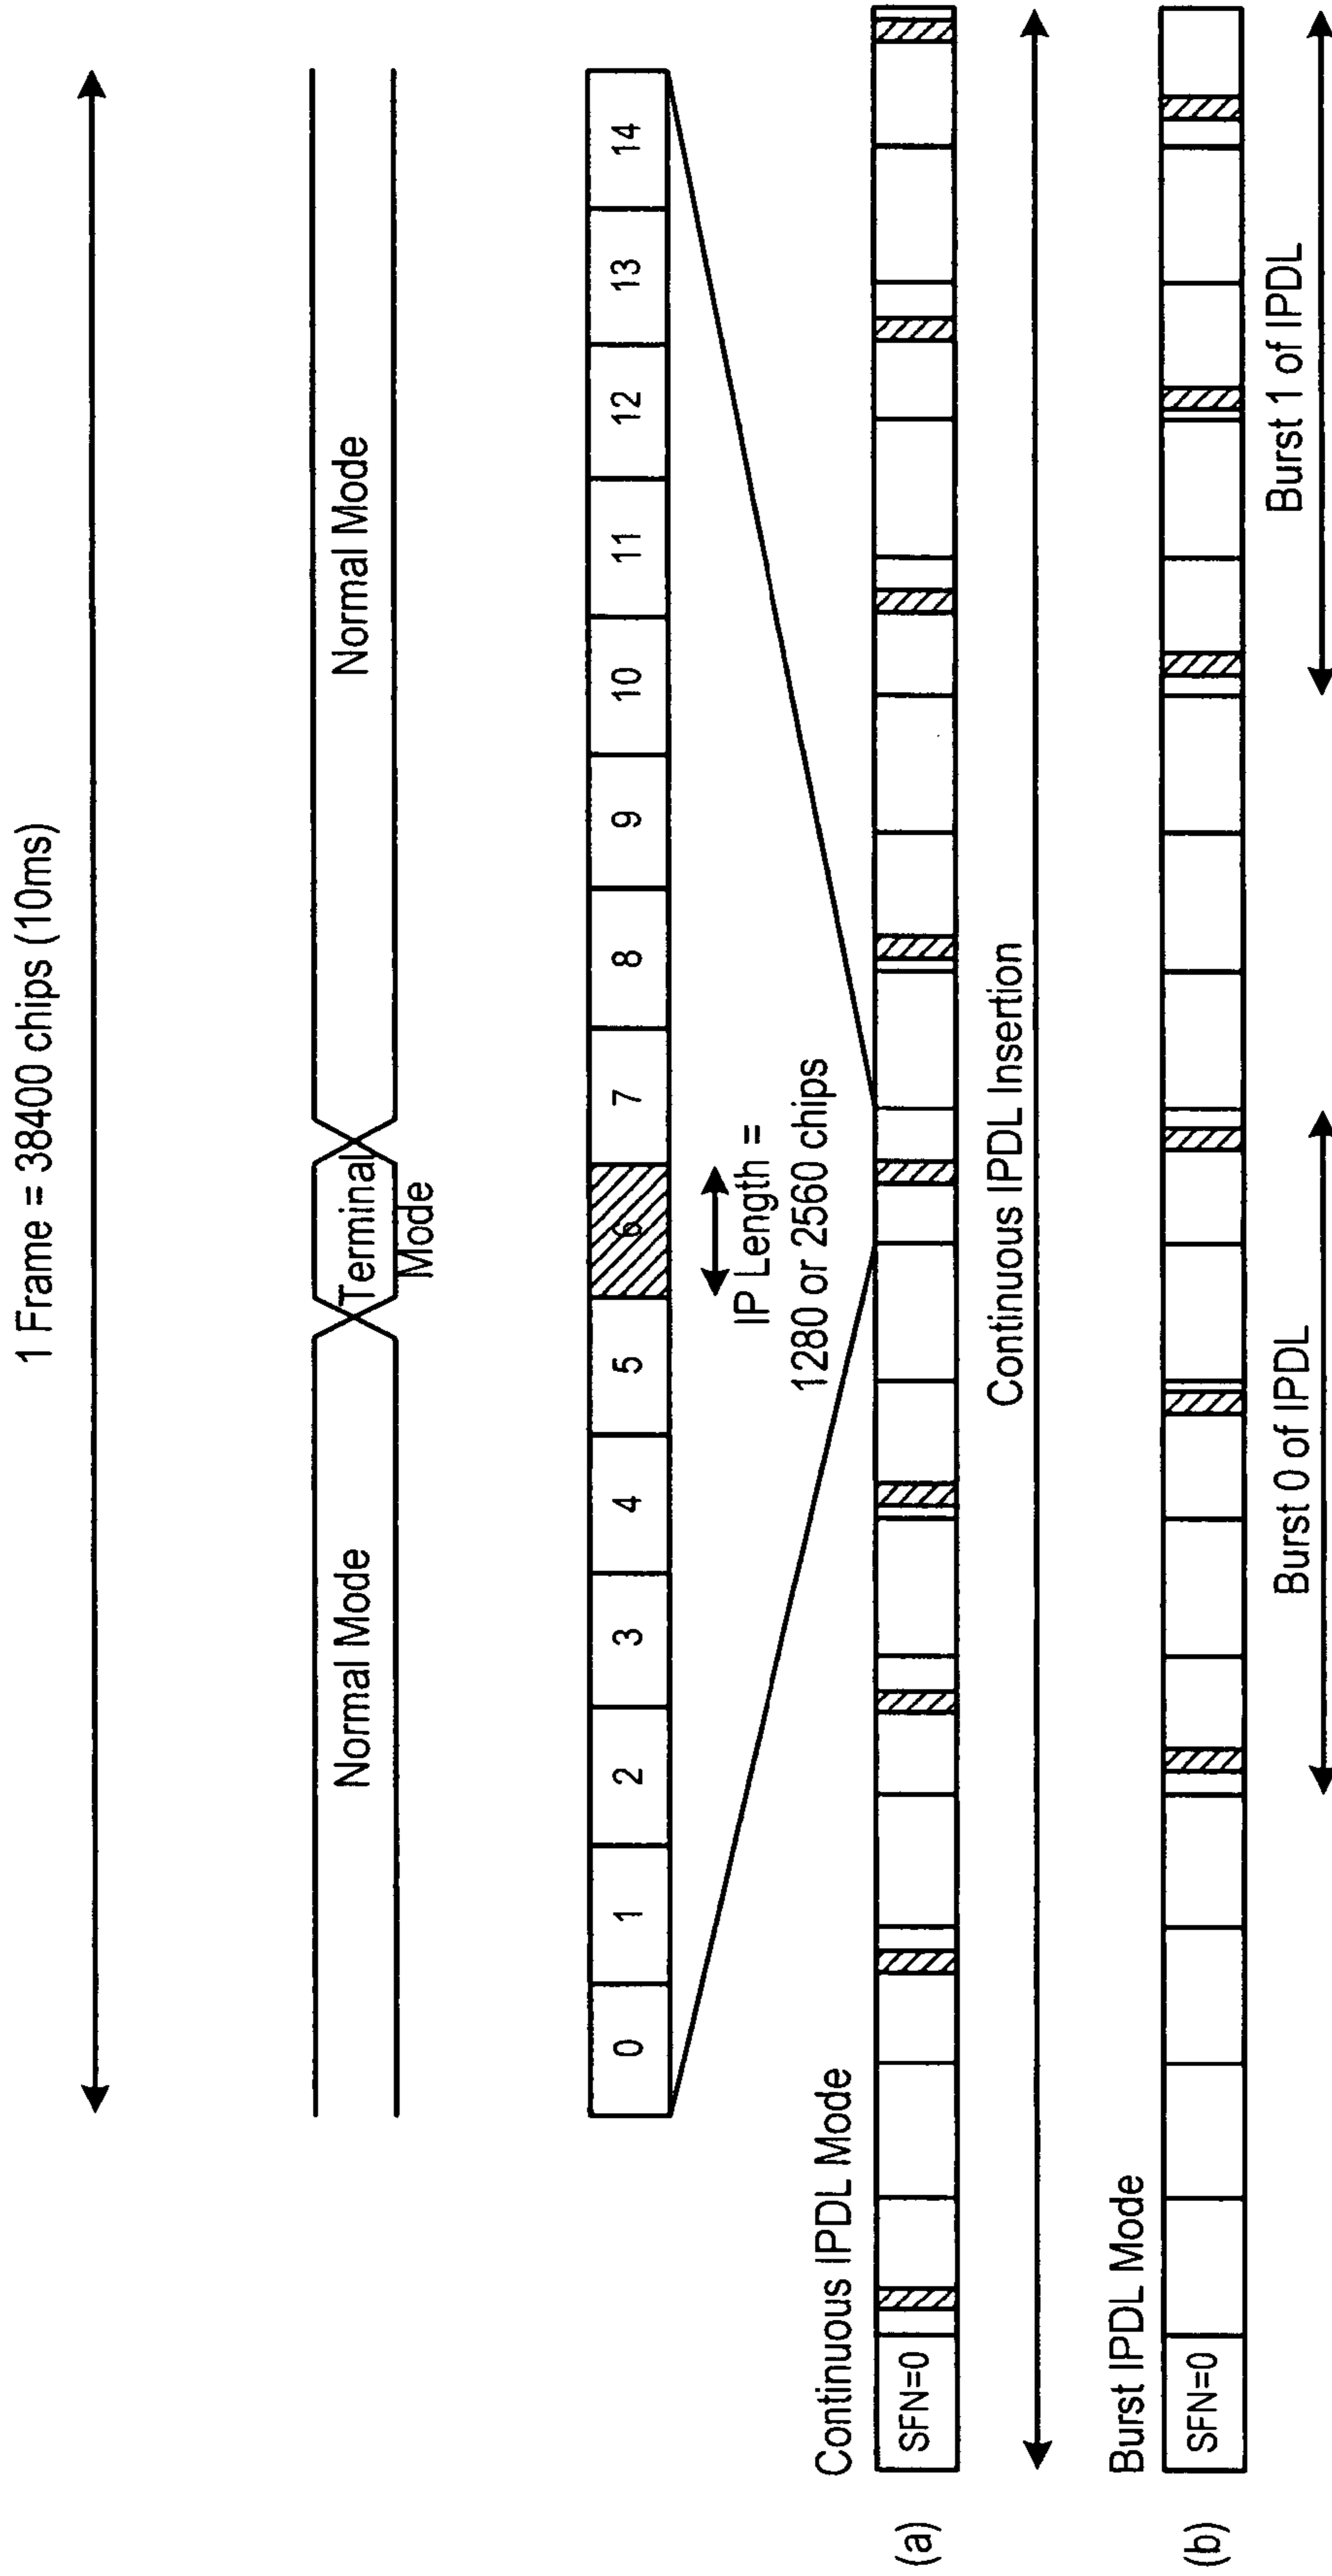 1 Frame = 38400 chips (10ms)
Normal Mode
Terminal
Mode
Normal Mode
0
1
2
3
4
5
6
7
8
9
10
11
12
13
14
IP Length =
1280 or 2560 chips
Continuous IPDL Mode
(a)
SFN=0
Continuous IPDL Insertion
Burst IPDL Mode
(b)
SFN=0
Burst 0 of IPDL
Burst 1 of IPDL